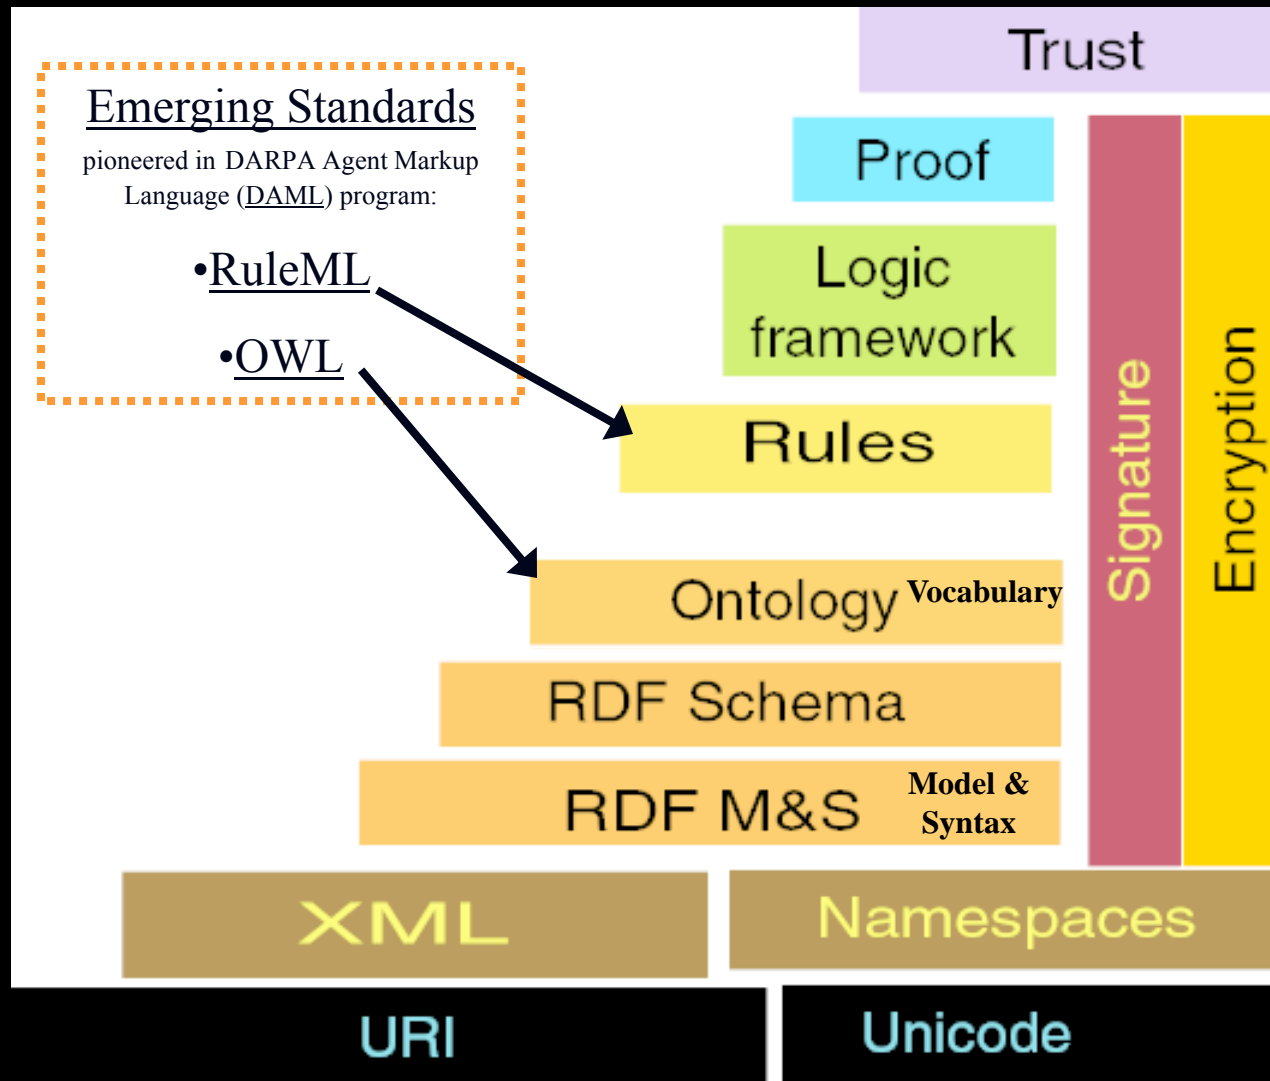 Trust
Emerging Standards
pioneered in DARPA Agent Markup
Language (DAML) program:
•RuleML
•OWL
Proof
Logic
framework
Rules
Signature
Encryption
Ontology Vocabulary
RDF Schema
RDF M&S Model &
Syntax
XML
Namespaces
URI
Unicode